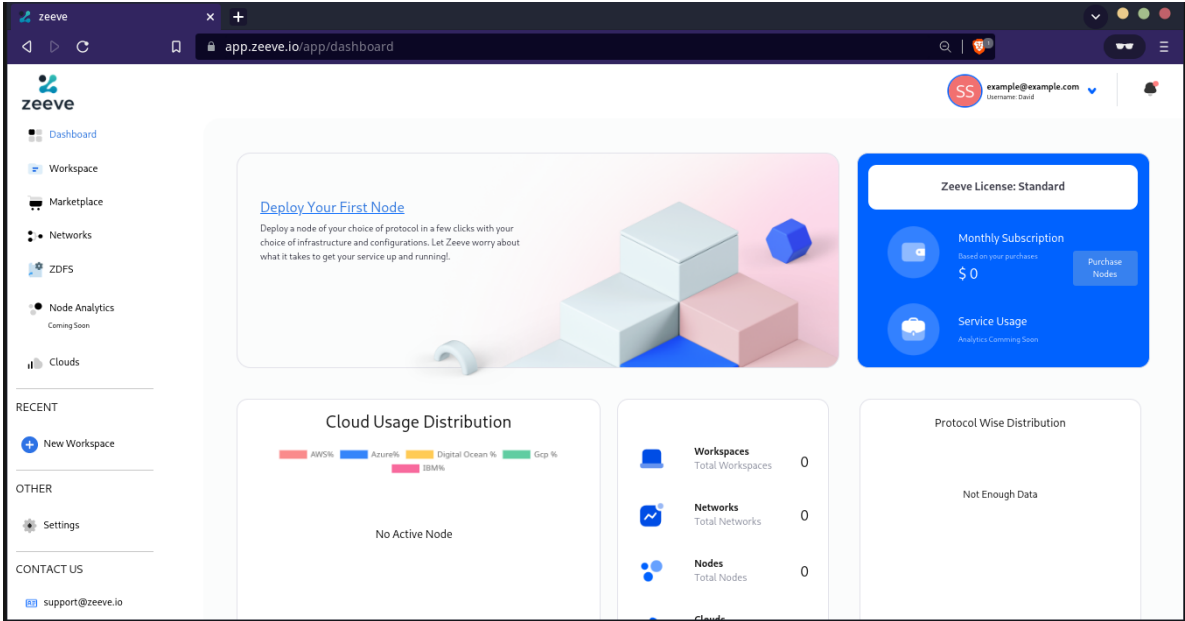 zeeve
app.zeeve.io/app/dashboard
1
zeeve
SS
example@example.com
Username: David
Dashboard
Workspace
Marketplace
Networks
ZDFS
Node Analytics
Coming Soon
Clouds
RECENT
New Workspace
OTHER
Settings
CONTACT US
support@zeeve.io
Deploy Your First Node
Deploy a node of your choice of protocol in a few clicks with your
choice of infrastructure and configurations. Let Zeeve worry about
what it takes to get your service up and running!.
Zeeve License: Standard
Monthly Subscription
Based on your purchases
$ 0
Purchase
Nodes
Service Usage
Analytics Comming Soon
Cloud Usage Distribution
AWS% Azure% Digital Ocean % Gcp %
IBM%
No Active Node
Workspaces
Total Workspaces
0
Networks
Total Networks
0
Nodes
Total Nodes
0
Clouds
Protocol Wise Distribution
Not Enough Data